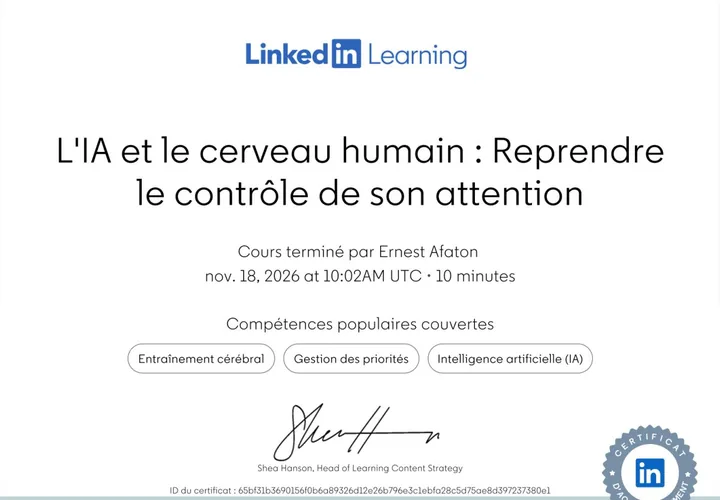 LinkedIn Learning
L'IA et le cerveau humain : Reprendre
le contrôle de son attention
Cours terminé par Ernest Afaton
nov. 18, 2026 at 10:02AM UTC • 10 minutes
Compétences populaires couvertes
Entraînement cérébral
Gestion des priorités
Intelligence artificielle (IA)
Shea Hanson, Head of Learning Content Strategy
ID du certificat : 65bf31b3690156f0b6a89326d12e26b796e3c1ebfa28c5d75ae8d397237380e1
CERTIFICAT
in